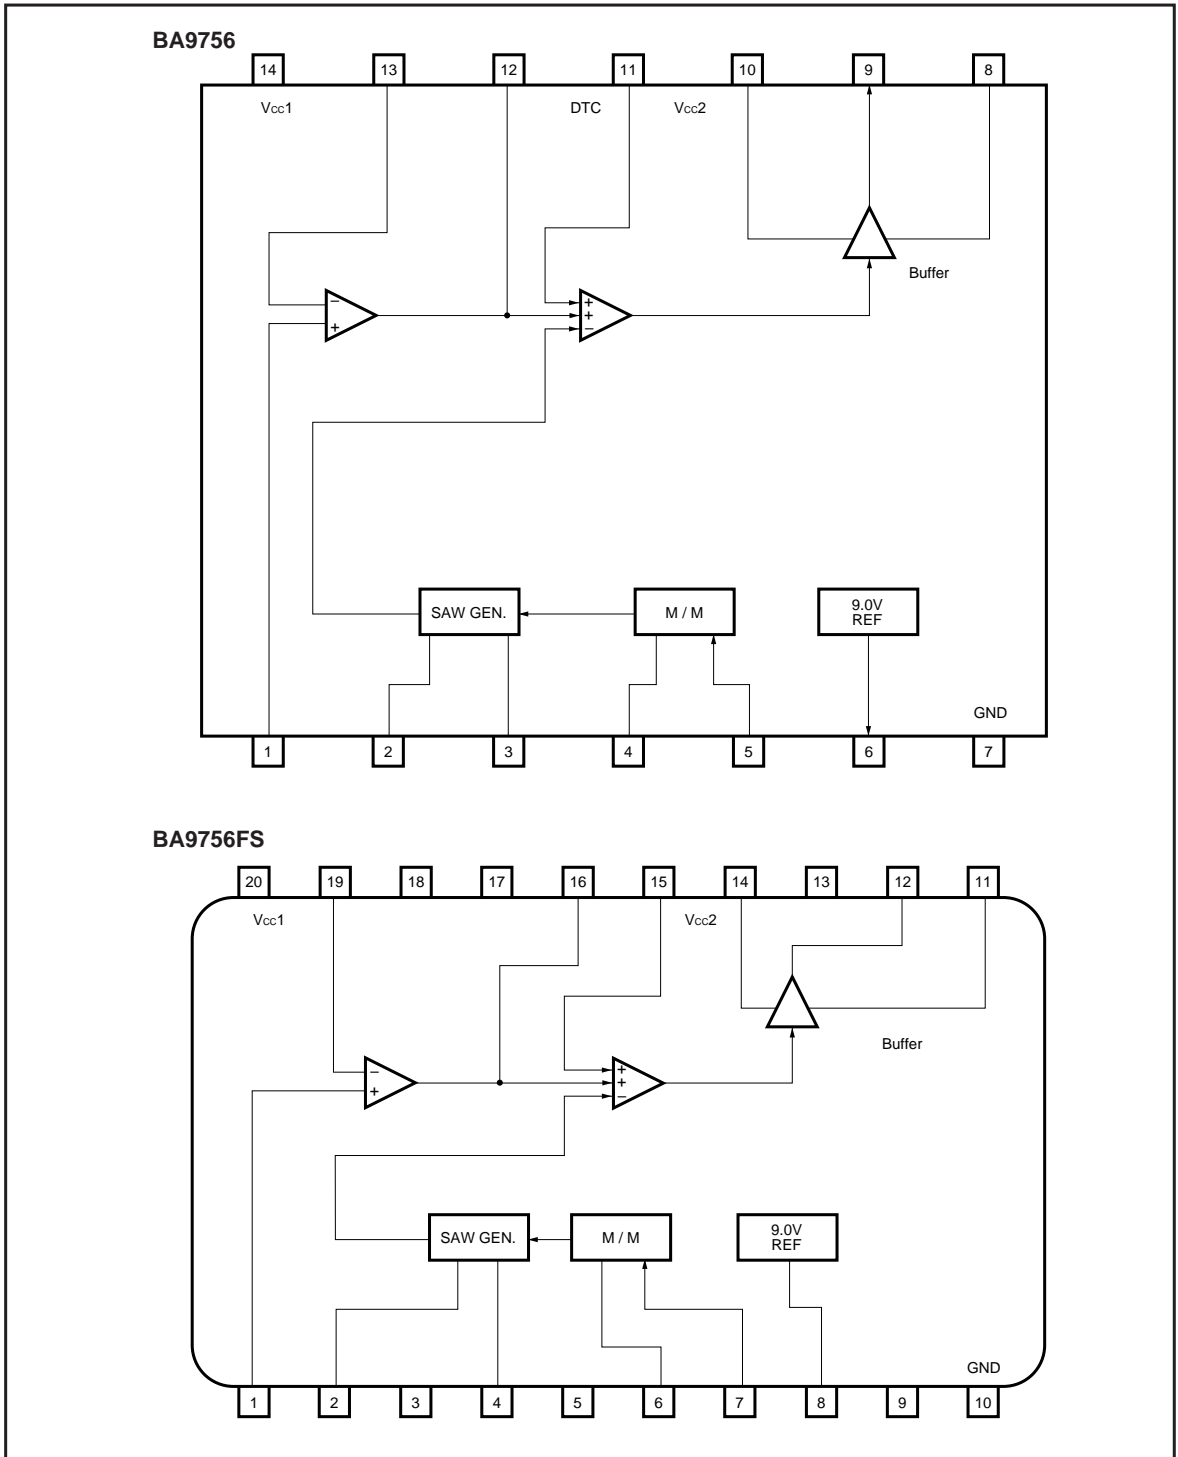 BA9756
14 13 12 11 10 9 8
Vcc1 DTC Vcc2
Buffer
− +
+ + −
SAW GEN. M / M 9.0V
REF
GND
1 2 3 4 5 6 7
BA9756FS
20 19 18 17 16 15 14 13 12 11
Vcc1 Vcc2
Buffer
− +
+ + −
SAW GEN. M / M 9.0V
REF
GND
1 2 3 4 5 6 7 8 9 10